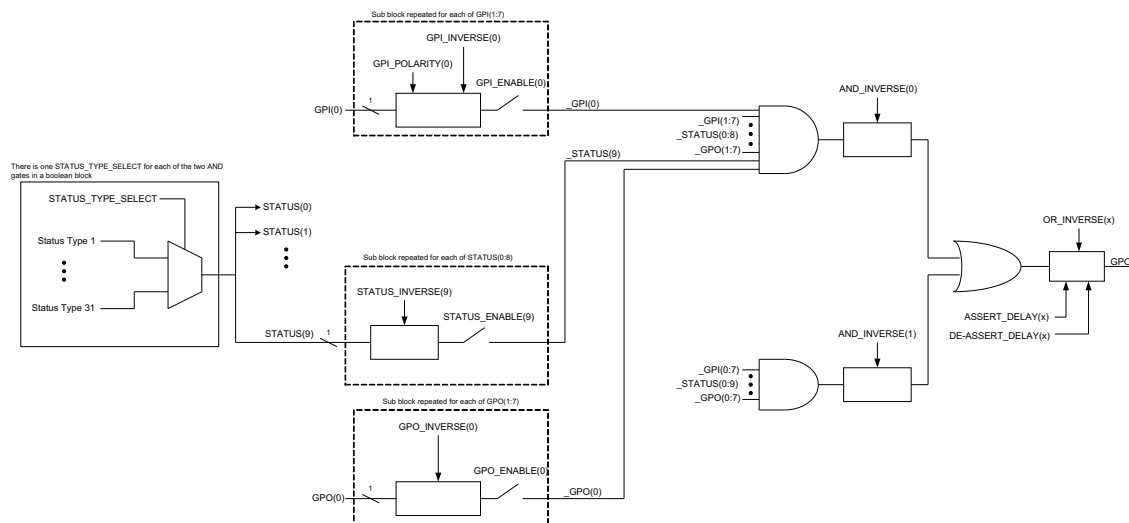 Sub block repeated for each of GPI(1:7)
GPI_INVERSE(0)
GPI_POLARITY(0)
GPI_ENABLE(0)
GPI(0)
1
_GPI(0)
_GPI(1:7)
_STATUS(0:8)
_GPO(1:7)
AND_INVERSE(0)
There is one STATUS_TYPE_SELECT for each of the two AND
gates in a boolean block
STATUS_TYPE_SELECT
Status Type 1
Status Type 31
STATUS(0)
STATUS(1)
_STATUS(9)
Sub block repeated for each of STATUS(0:8)
STATUS_INVERSE(9)
STATUS_ENABLE(9)
STATUS(9)
1
OR_INVERSE(x)
GPO
ASSERT_DELAY(x)
DE-ASSERT_DELAY(x)
AND_INVERSE(1)
_GPI(0:7)
_STATUS(0:9)
_GPO(0:7)
Sub block repeated for each of GPO(1:7)
GPO_INVERSE(0)
GPO_ENABLE(0)
GPO(0)
1
_GPO(0)